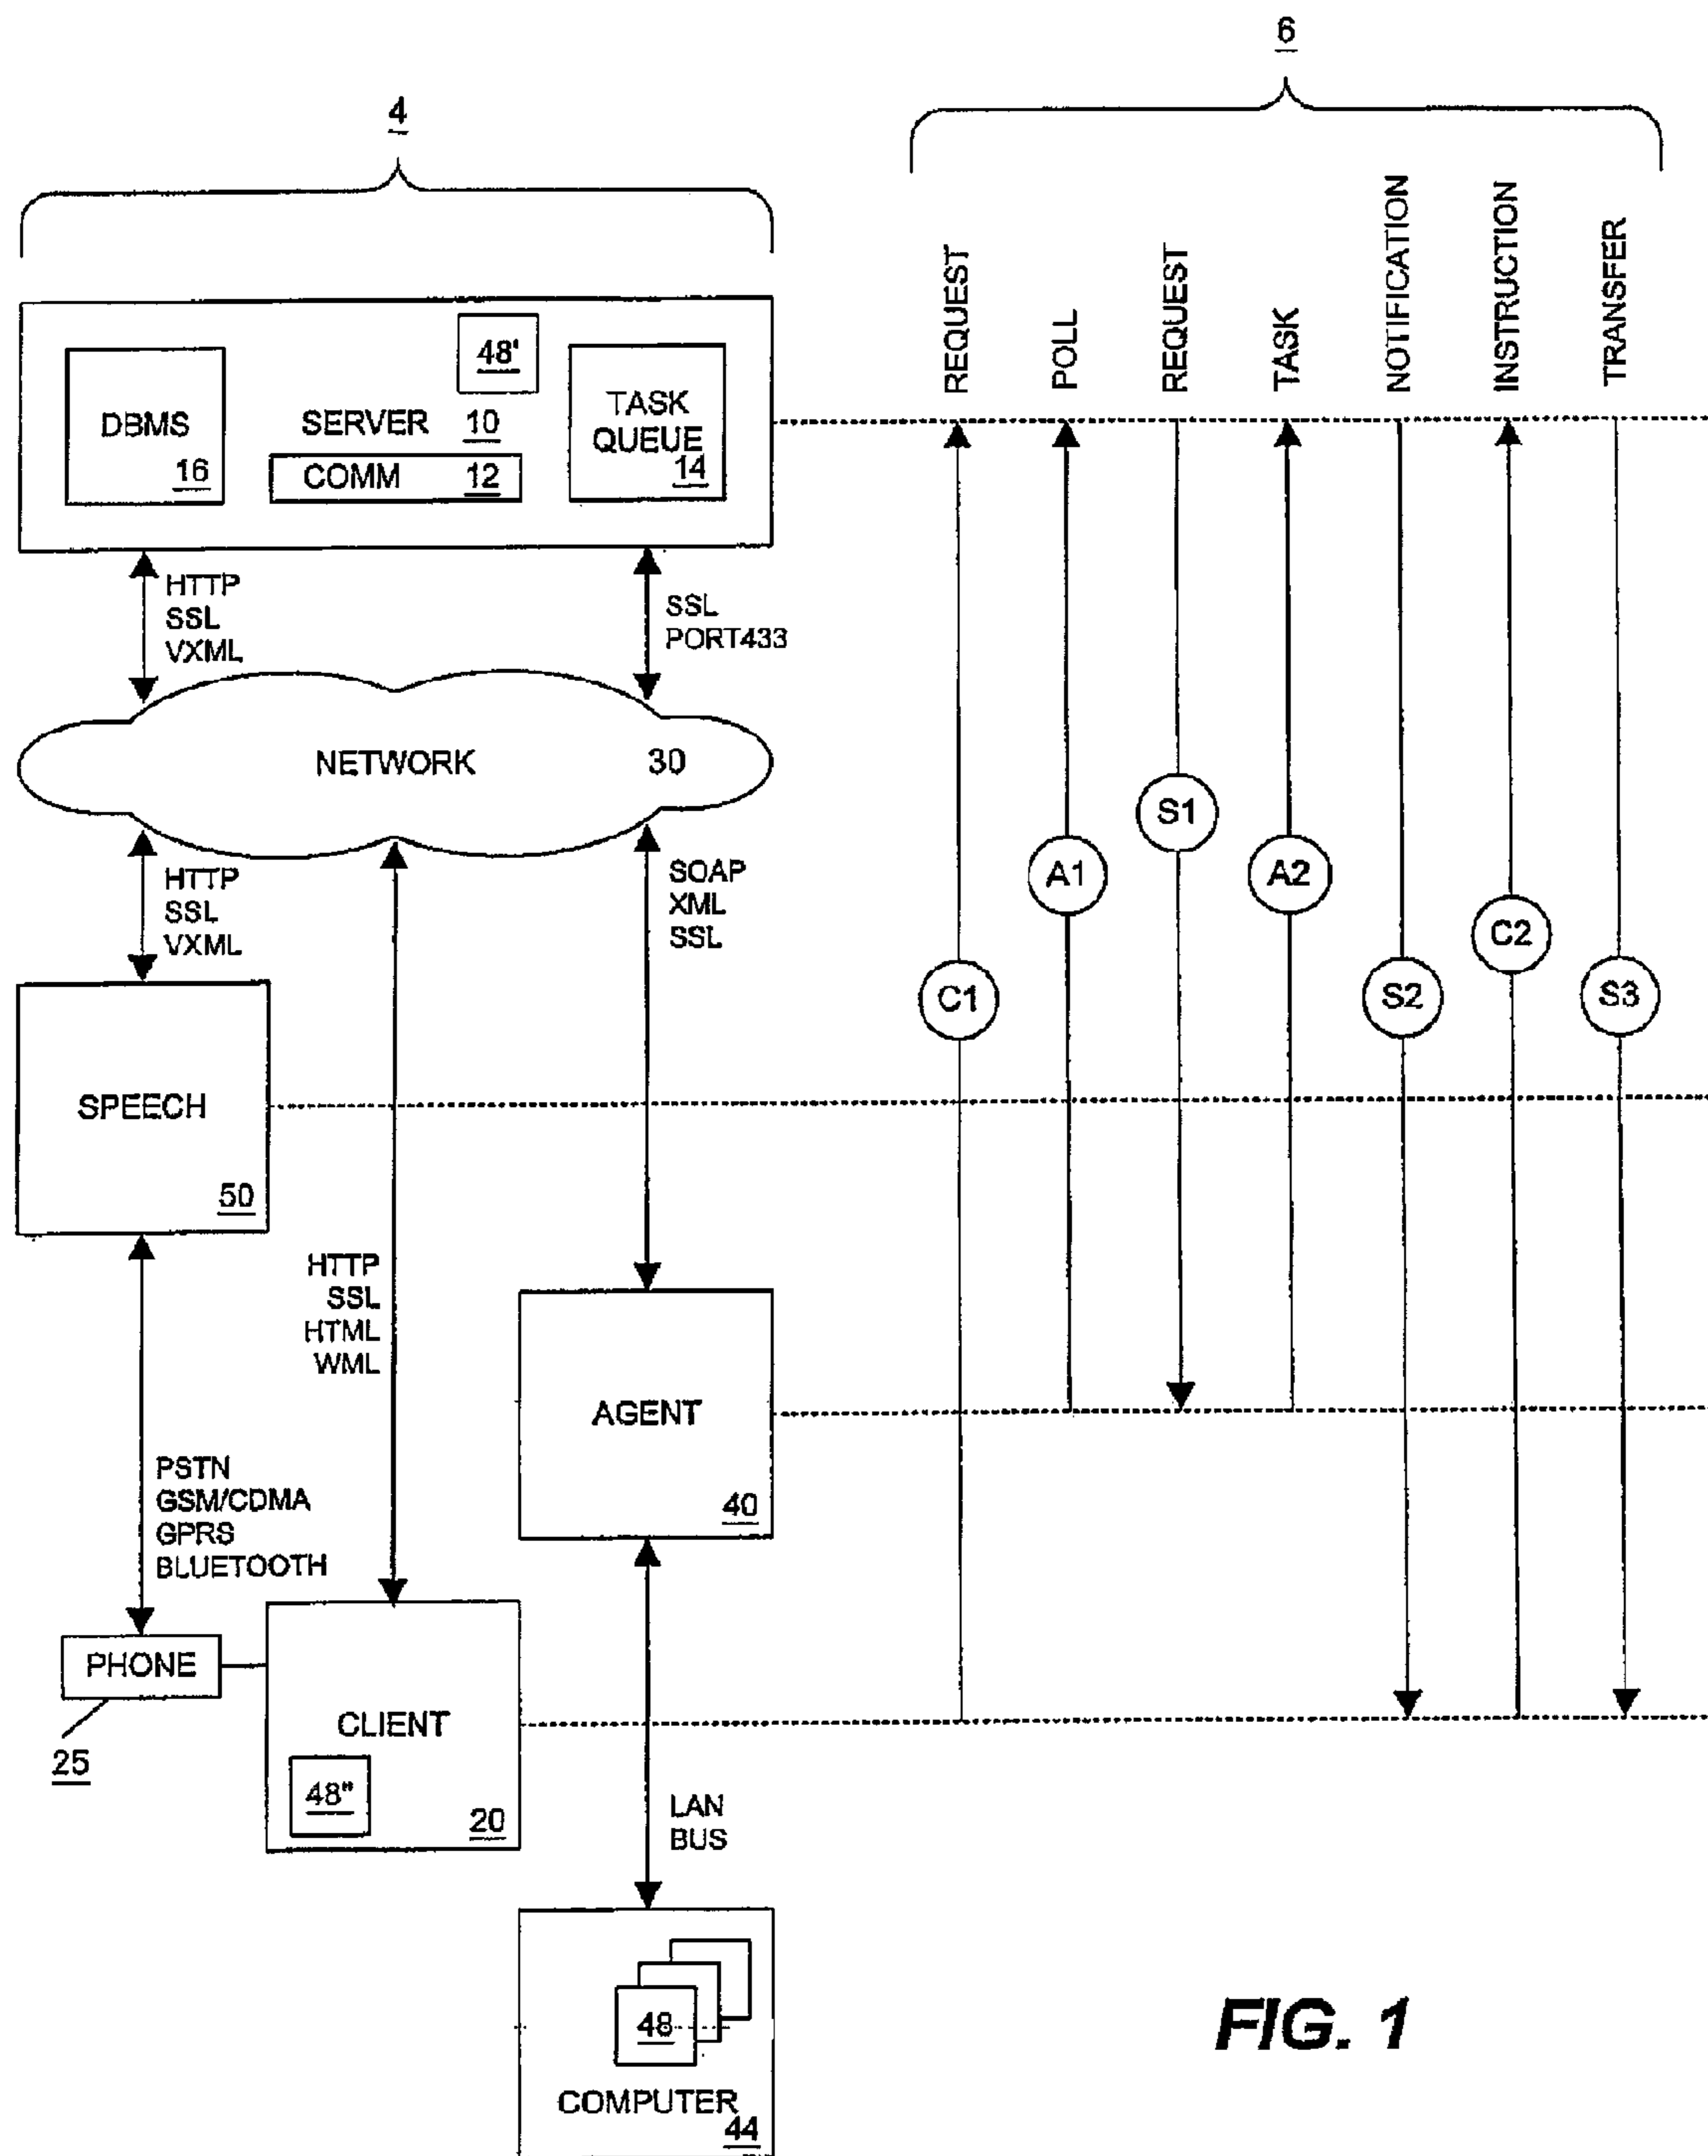 6
4
REQUEST
POLL
REQUEST
TASK
NOTIFICATION
INSTRUCTION
TRANSFER
48'
DBMS
16
SERVER 10
COMM 12
TASK
QUEUE
14
HTTP
SSL
VXML
SSL
PORT433
NETWORK 30
HTTP
SSL
VXML
SOAP
XML
SSL
S1
A1
A2
C2
C1
S2
S3
SPEECH
50
HTTP
SSL
HTML
WML
AGENT
40
PSTN
GSM/CDMA
GPRS
BLUETOOTH
PHONE
25
CLIENT
48"
20
LAN
BUS
48
COMPUTER
44
FIG. 1